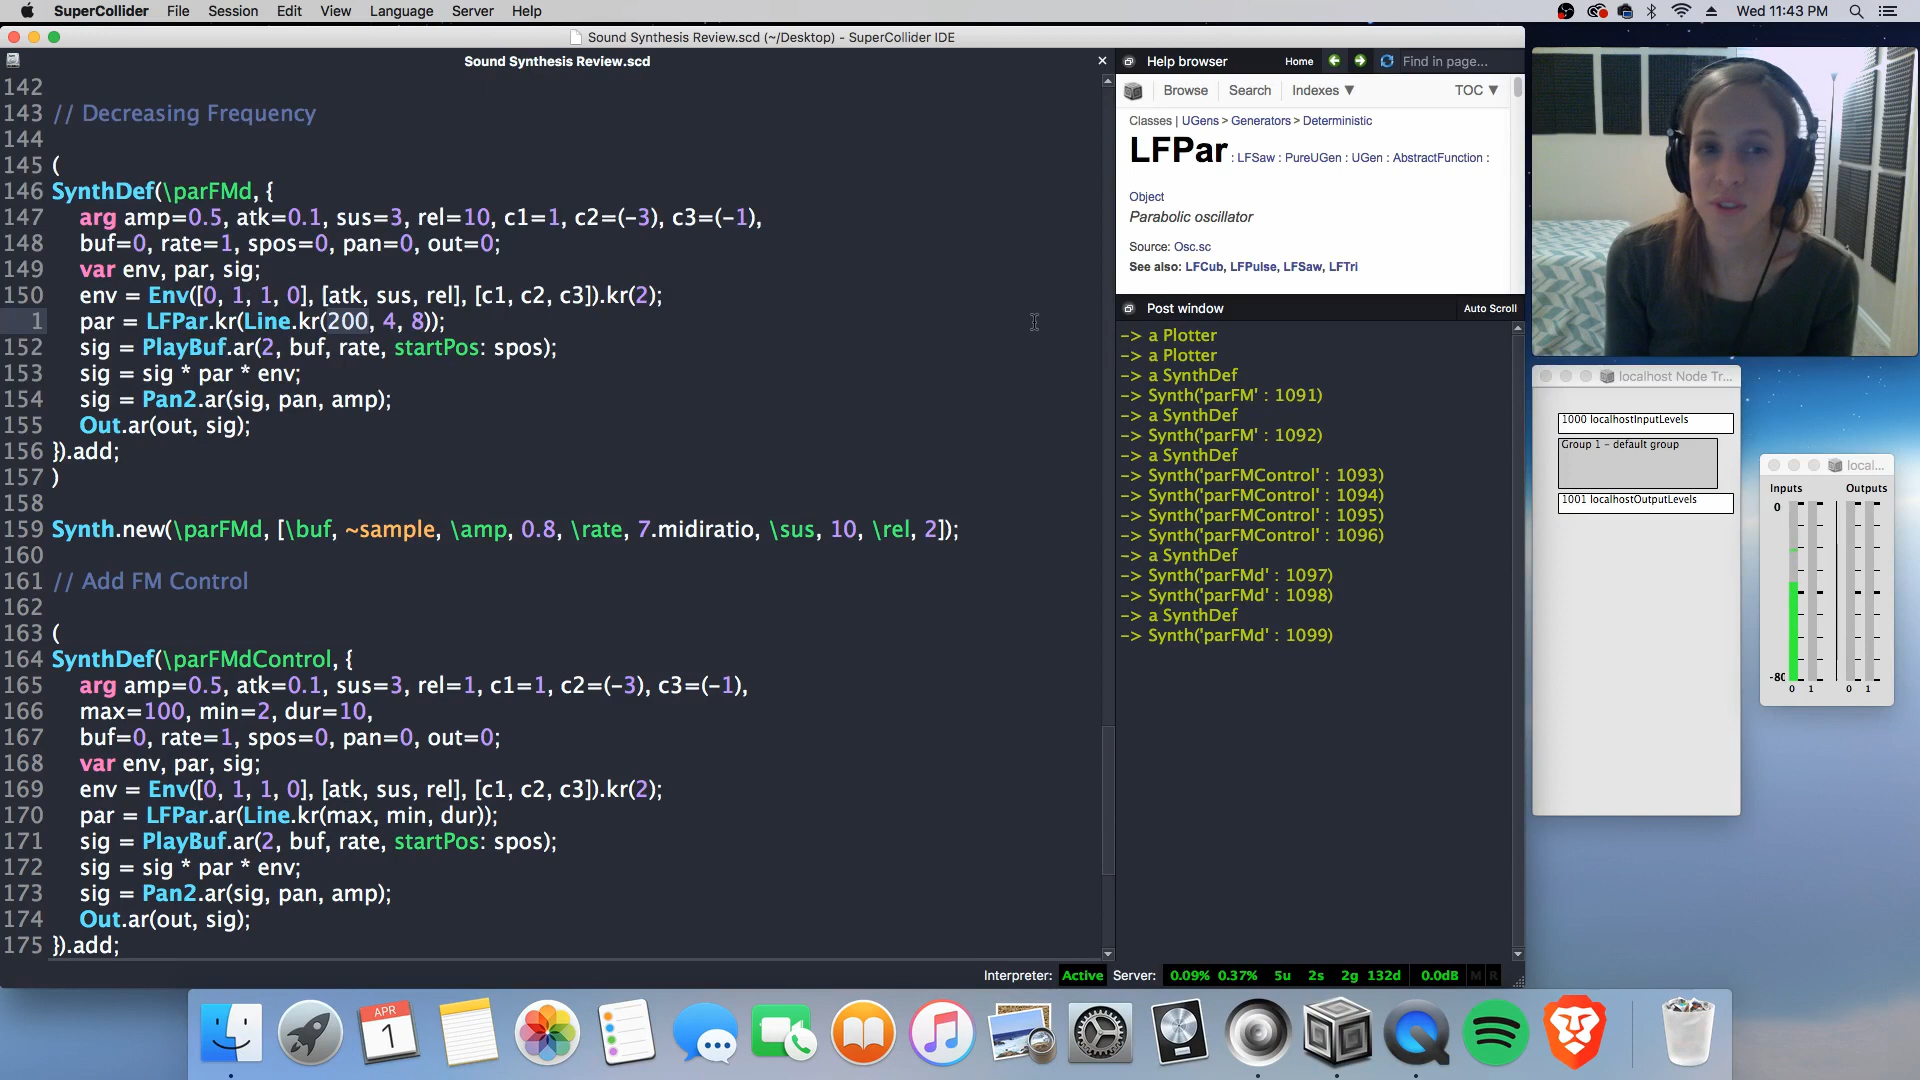 SuperCollider File Session Edit View Language Server Help
Wed 11:43 PM
Sound Synthesis Review.scd (~/Desktop) - SuperCollider IDE
Sound Synthesis Review.scd
142
143 // Decreasing Frequency
144
145 (
146 SynthDef(\parFMd, {
147 arg amp=0.5, atk=0.1, sus=3, rel=10, c1=1, c2=(-3), c3=(-1),
148 buf=0, rate=1, spos=0, pan=0, out=0;
149 var env, par, sig;
150 env = Env([0, 1, 1, 0], [atk, sus, rel], [c1, c2, c3]).kr(2);
1 par = LFPar.kr(Line.kr(200, 4, 8));
152 sig = PlayBuf.ar(2, buf, rate, startPos: spos);
153 sig = sig * par * env;
154 sig = Pan2.ar(sig, pan, amp);
155 Out.ar(out, sig);
156 }).add;
157 )
158
159 Synth.new(\parFMd, [\buf, ~sample, \amp, 0.8, \rate, 7.midiratio, \sus, 10, \rel, 2]);
160
161 // Add FM Control
162
163 (
164 SynthDef(\parFMdControl, {
165 arg amp=0.5, atk=0.1, sus=3, rel=1, c1=1, c2=(-3), c3=(-1),
166 max=100, min=2, dur=10,
167 buf=0, rate=1, spos=0, pan=0, out=0;
168 var env, par, sig;
169 env = Env([0, 1, 1, 0], [atk, sus, rel], [c1, c2, c3]).kr(2);
170 par = LFPar.ar(Line.kr(max, min, dur));
171 sig = PlayBuf.ar(2, buf, rate, startPos: spos);
172 sig = sig * par * env;
173 sig = Pan2.ar(sig, pan, amp);
174 Out.ar(out, sig);
175 }).add;
Help browser Home Find in page...
Browse Search Indexes ▼ TOC ▼
Classes | UGens > Generators > Deterministic
LFPar : LFSaw : PureUGen : UGen : AbstractFunction :
Object
Parabolic oscillator
Source: Osc.sc
See also: LFCub, LFPulse, LFSaw, LFTri
Post window Auto Scroll
-> a Plotter
-> a Plotter
-> a SynthDef
-> Synth('parFM' : 1091)
-> a SynthDef
-> Synth('parFM' : 1092)
-> a SynthDef
-> Synth('parFMControl' : 1093)
-> Synth('parFMControl' : 1094)
-> Synth('parFMControl' : 1095)
-> Synth('parFMControl' : 1096)
-> a SynthDef
-> Synth('parFMd' : 1097)
-> Synth('parFMd' : 1098)
-> a SynthDef
-> Synth('parFMd' : 1099)
Interpreter: Active Server: 0.09% 0.37% 5u 2s 2g 132d 0.0dB M R
localhost Node Tr...
1000 localhostInputLevels
Group 1 - default group
1001 localhostOutputLevels
local...
Inputs Outputs
0
-80
0 1 0 1
APR
1